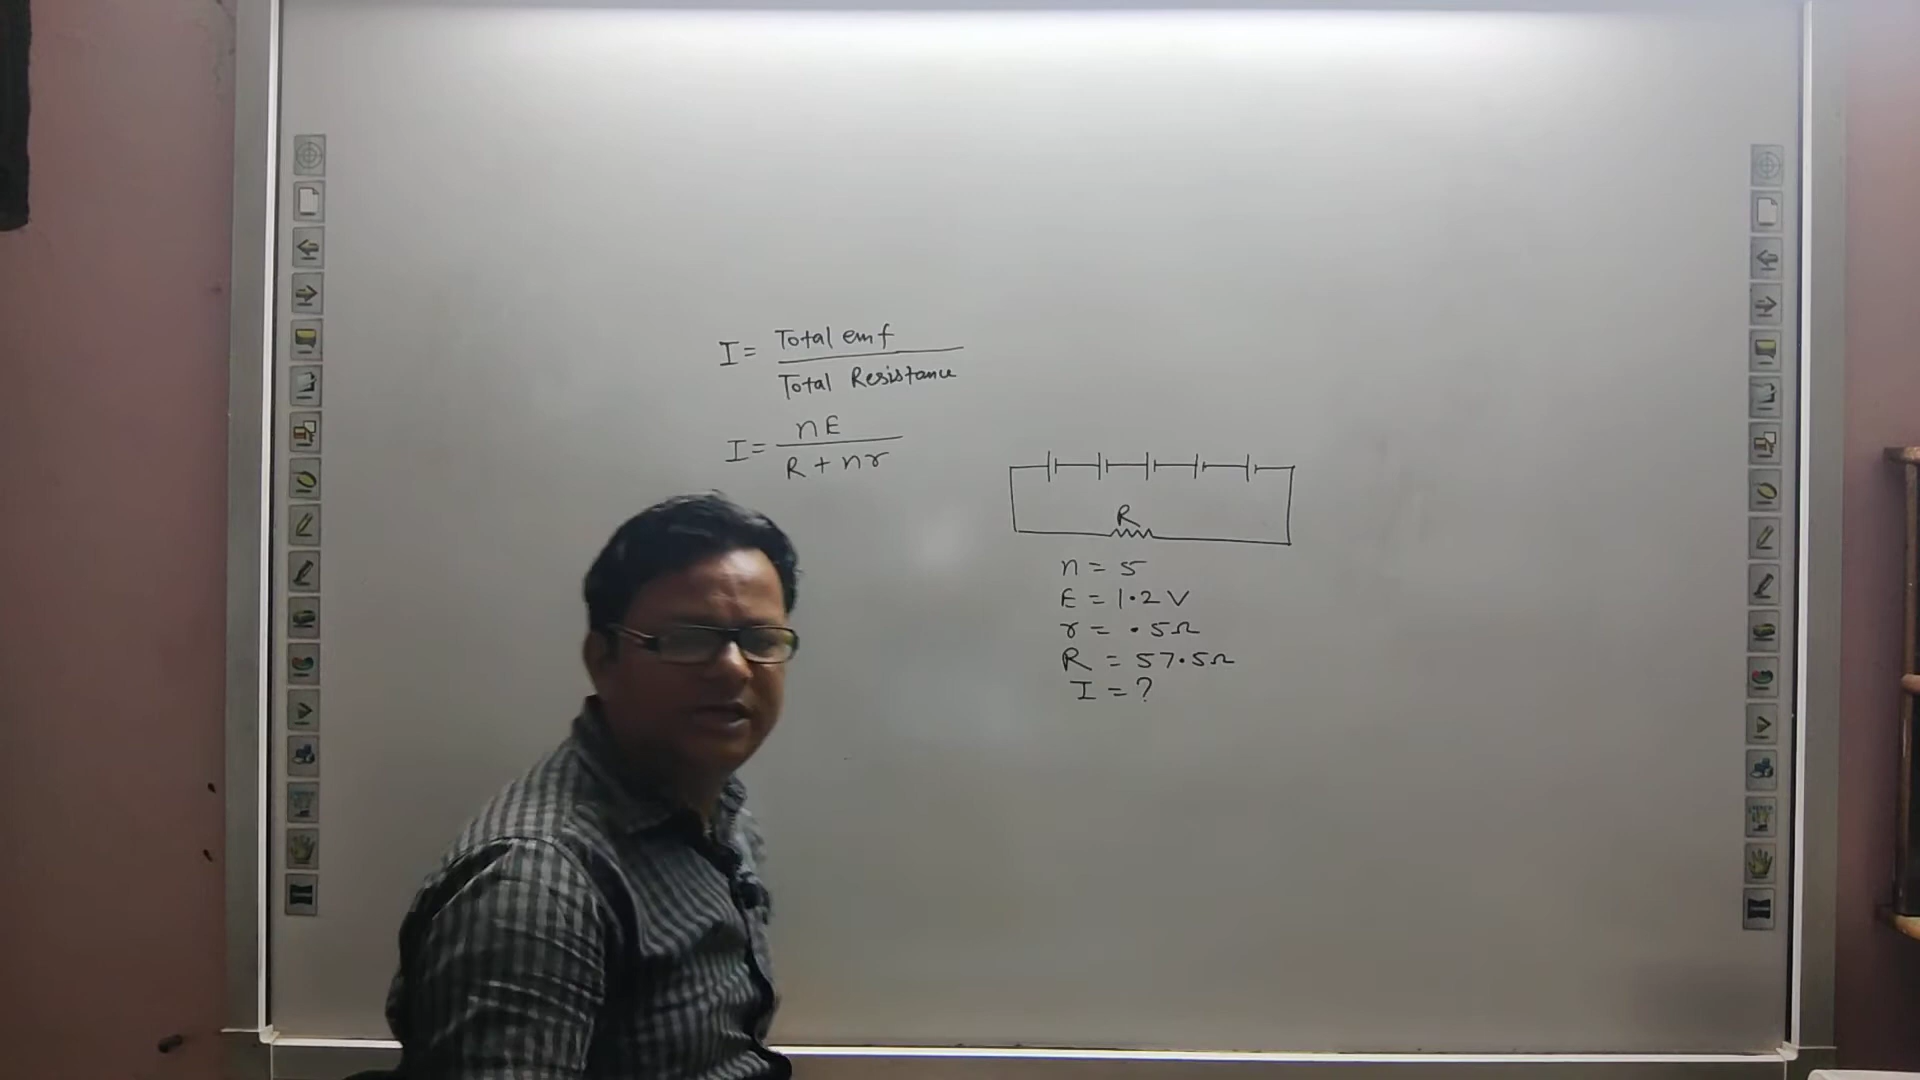 I = Total emf
Total Resistance
I = nE
R + nr
R
n = 5
E = 1.2 V
r = .5Ω
R = 57.5Ω
I = ?